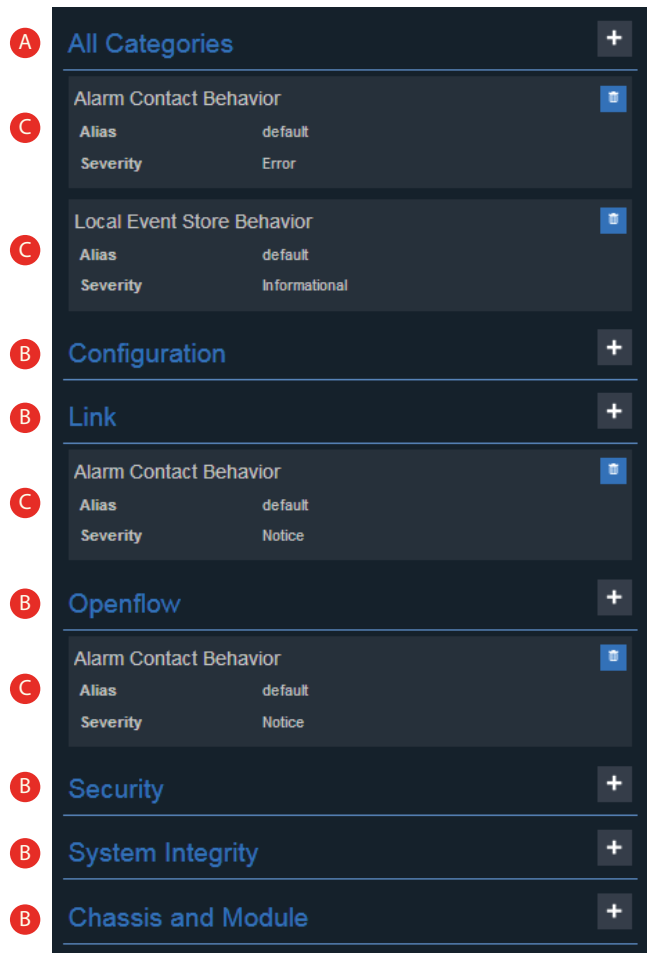 A All Categories +
Alarm Contact Behavior
C Alias default
Severity Error
Local Event Store Behavior
C Alias default
Severity Informational
B Configuration +
B Link +
Alarm Contact Behavior
C Alias default
Severity Notice
B Openflow +
Alarm Contact Behavior
C Alias default
Severity Notice
B Security +
B System Integrity +
B Chassis and Module +